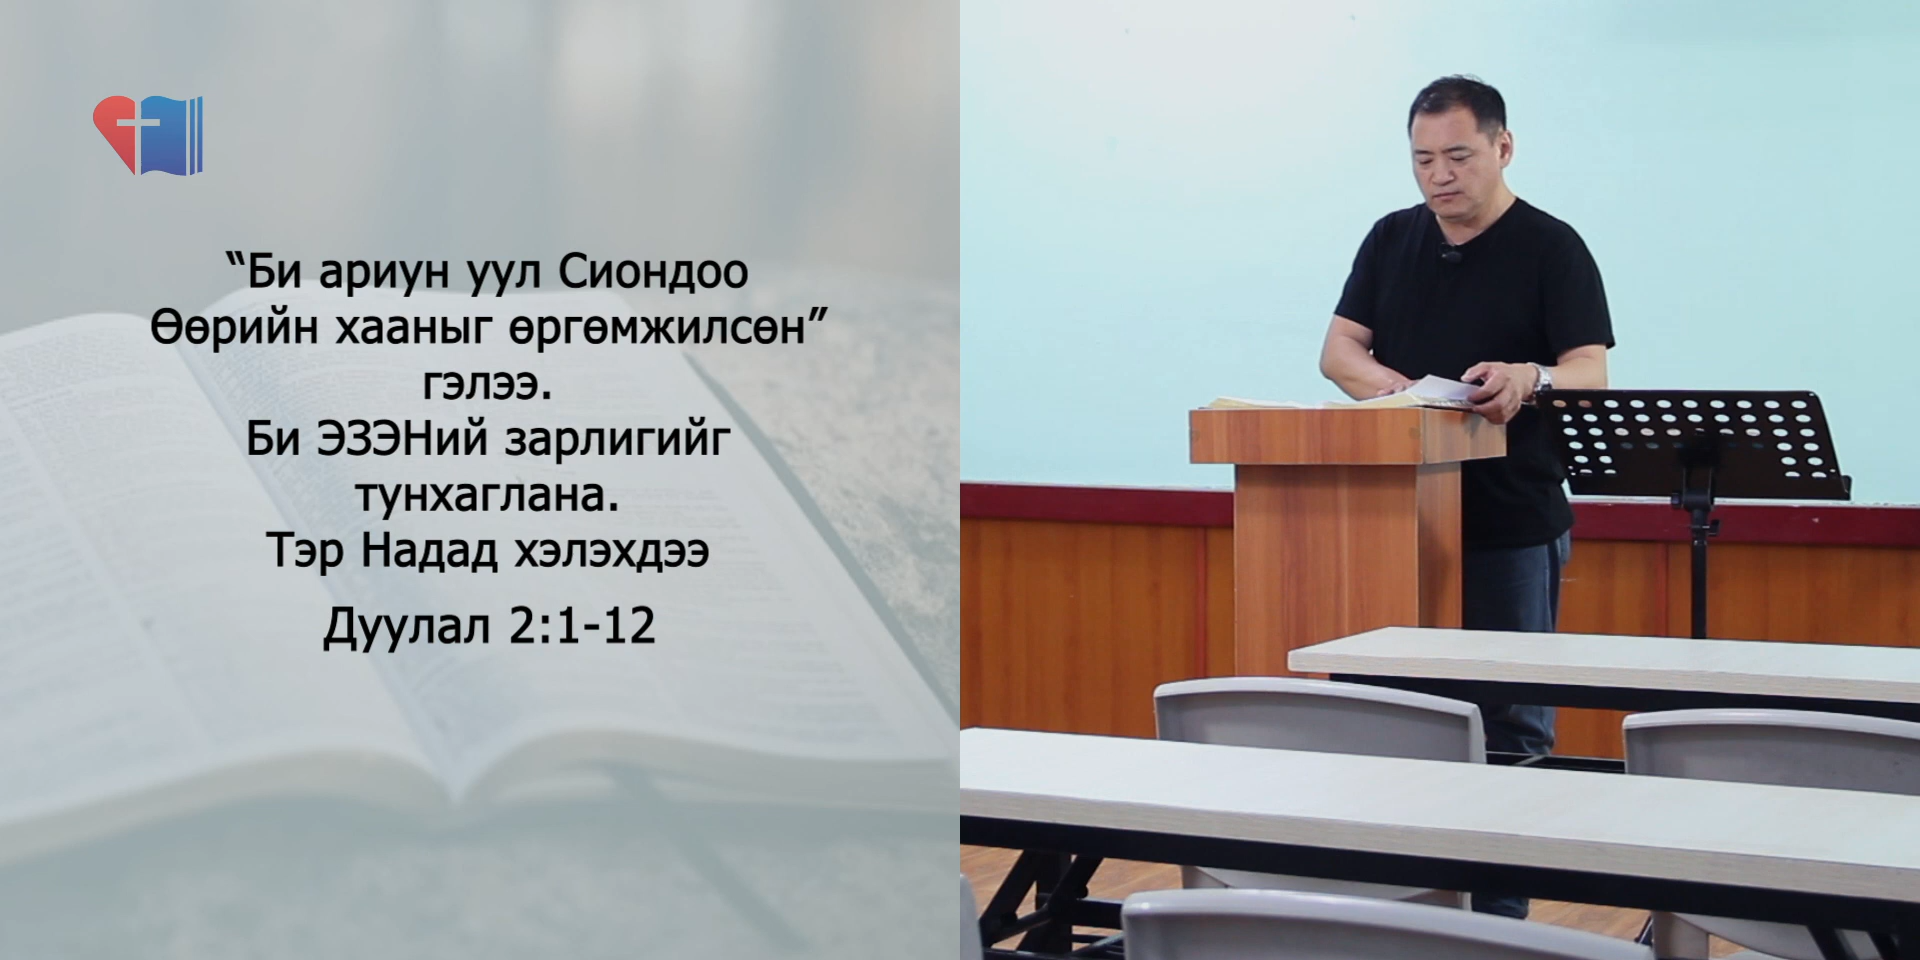 “Би ариун уул Сиондоо
Өөрийн хааныг өргөмжилсөн”
гэлээ.
Би ЭЗЭНий зарлигийг
тунхаглана.
Тэр Надад хэлэхдээ
Дуулал 2:1-12